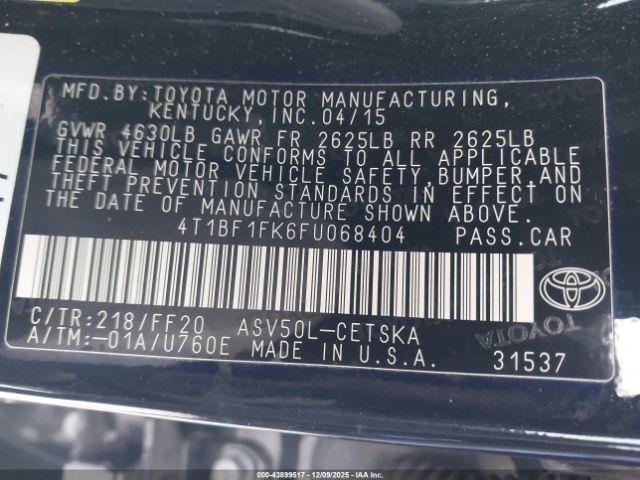 MFD.BY:TOYOTA MOTOR MANUFACTURING,
KENTUCKY, INC.04/15
GVWR 4630LB GAWR FR 2625LB RR 2625LB
THIS VEHICLE CONFORMS TO ALL APPLICABLE
FEDERAL MOTOR VEHICLE SAFETY, BUMPER, AND
THEFT PREVENTION STANDARDS IN EFFECT ON
THE DATE OF MANUFACTURE SHOWN ABOVE.
4T1BF1FK6FU068404 PASS.CAR
TOYOTA
C/TR:218/FF20 ASV50L-CETSKA
A/TM:-01A/U760E MADE IN U.S.A.
31537
000-43899517 - 12/09/2025 - IAAI.COM